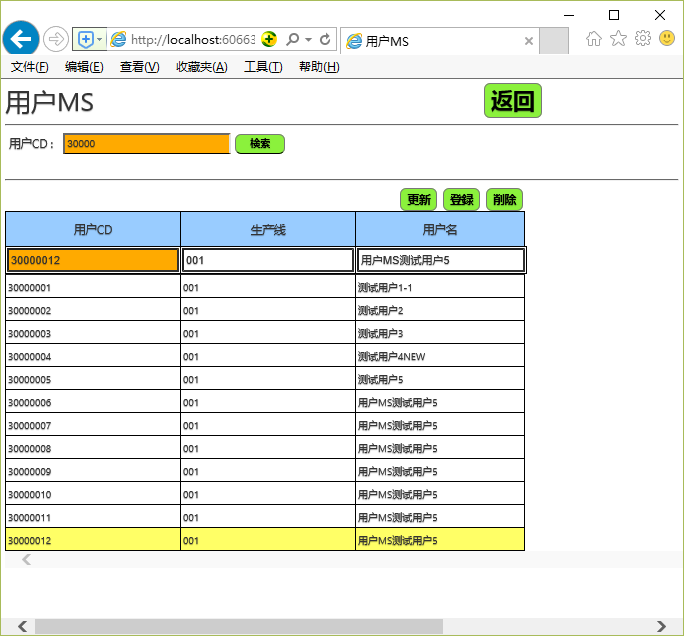 http://localhost:6066
用户MS
文件(F) 编辑(E) 查看(V) 收藏夹(A) 工具(T) 帮助(H)
用户MS 返回
用户CD： 30000 検索
更新 登録 削除
用户CD 生产线 用户名
30000012 001 用户MS测试用户5
30000001 001 测试用户1-1
30000002 001 测试用户2
30000003 001 测试用户3
30000004 001 测试用户4NEW
30000005 001 测试用户5
30000006 001 用户MS测试用户5
30000007 001 用户MS测试用户5
30000008 001 用户MS测试用户5
30000009 001 用户MS测试用户5
30000010 001 用户MS测试用户5
30000011 001 用户MS测试用户5
30000012 001 用户MS测试用户5